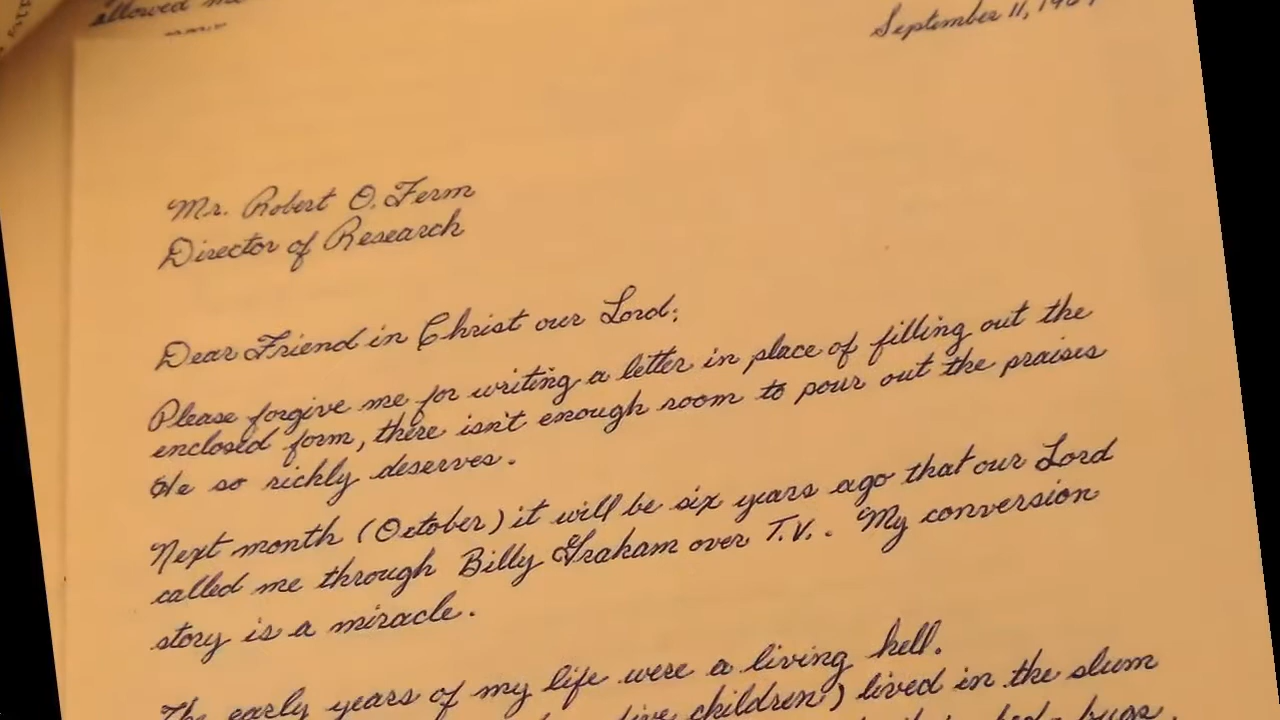 allowed me
September 11, 19
Mr. Robert O. Ferm
Director of Research
Dear Friend in Christ our Lord;
Please forgive me for writing a letter in place of filling out the
enclosed form, there isn't enough room to pour out the praises
He so richly deserves.
Next month (October) it will be six years ago that our Lord
called me through Billy Graham over T.V.. My conversion
story is a miracle.
The early years of my life were a living hell.
children) lived in the slum
bugs,